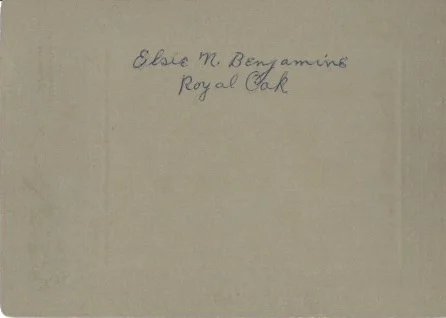 Elsie N. Benjamins
Royal Oak